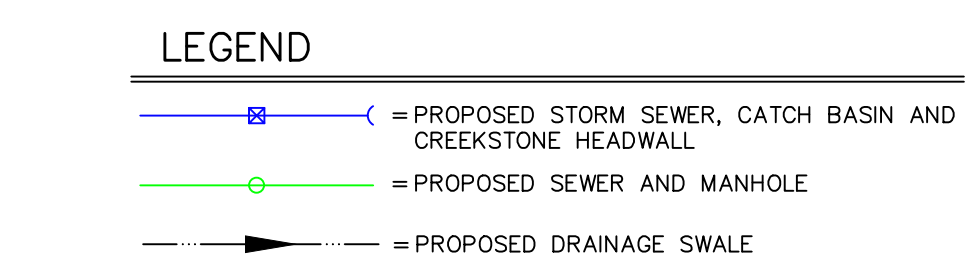 LEGEND
= PROPOSED STORM SEWER, CATCH BASIN AND
CREEKSTONE HEADWALL
= PROPOSED SEWER AND MANHOLE
= PROPOSED DRAINAGE SWALE